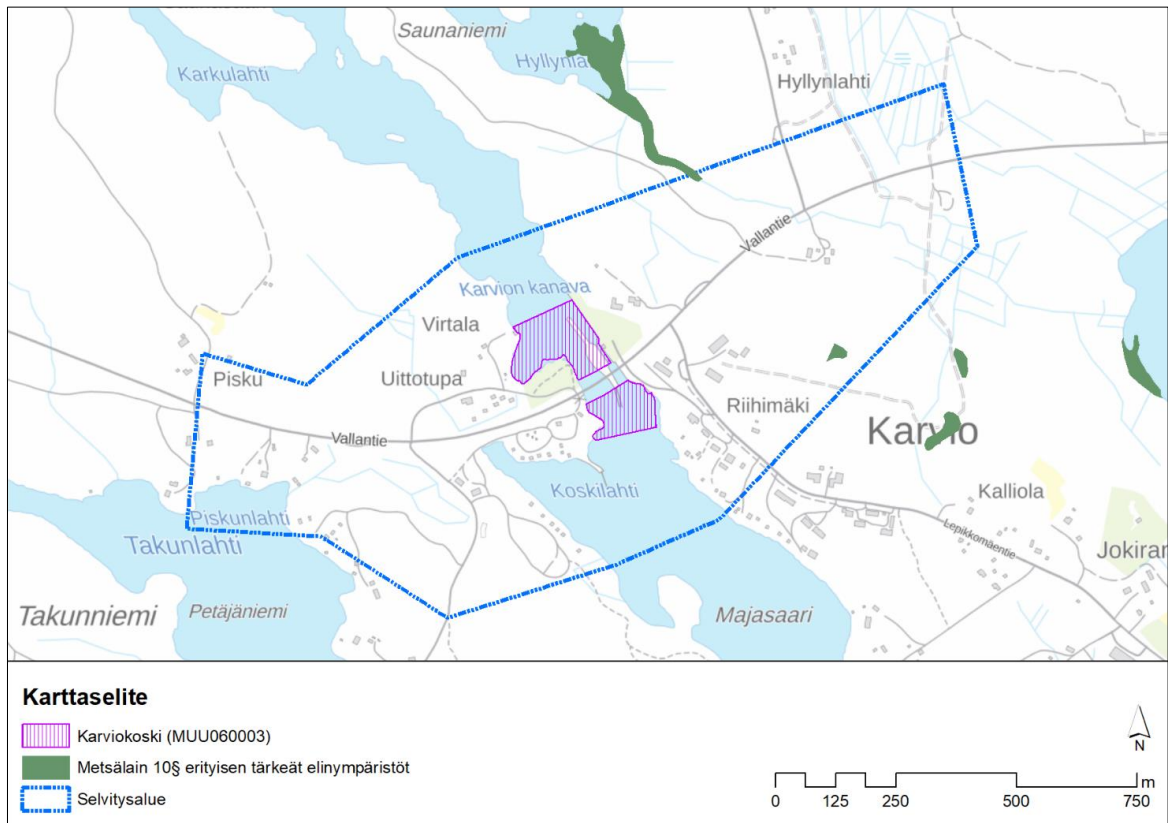 Saunaniemi
Karkulahti
Hyllynla
Hyllynlahti
Vallantie
Karvion kanava
Virtala
Pisku
Uittotupa
Riihimäki
Karvio
Vallantie
Kalliola
Koskilahti
Piskunlahti
Lepikkomäentie
Takunlahti
Jokiran
Takunniemi
Petäjäniemi
Majasaari
Karttaselite
Karviokoski (MUU060003)
Metsälain 10§ erityisen tärkeät elinympäristöt
Selvitysalue
N
m
0 125 250 500 750